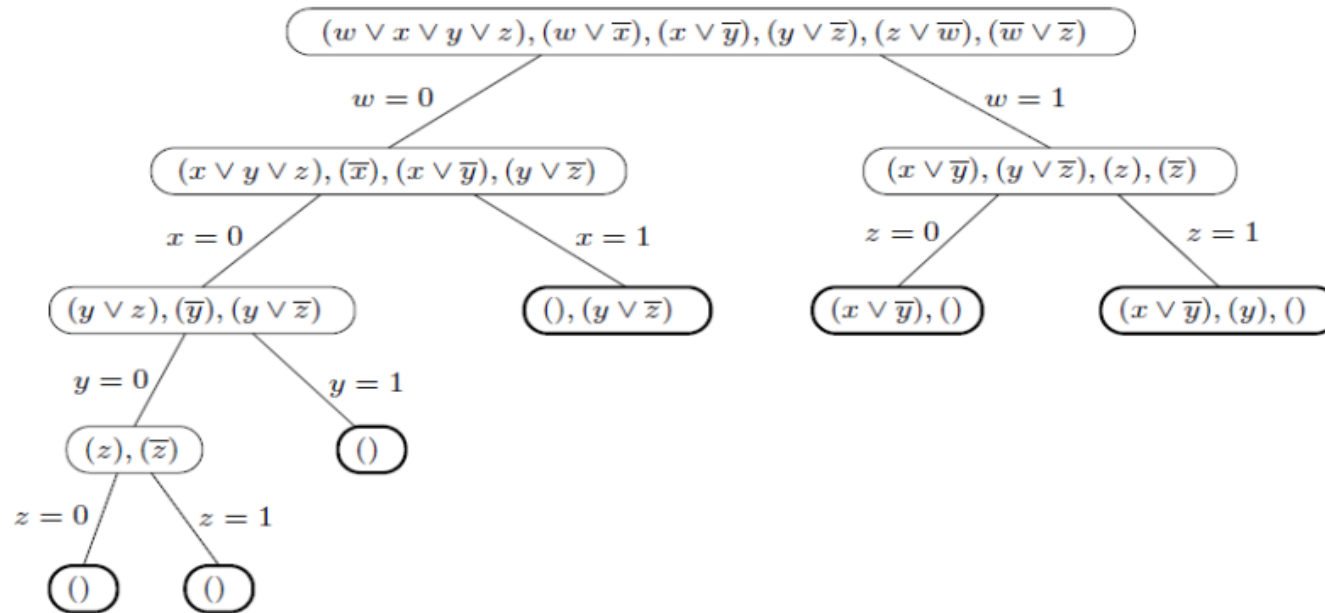 (w ∨ x ∨ y ∨ z), (w ∨ x̅), (x ∨ y̅), (y ∨ z̅), (z ∨ w̅), (w̅ ∨ z̅)
w = 0 w = 1
(x ∨ y ∨ z), (x̅), (x ∨ y̅), (y ∨ z̅) (x ∨ y̅), (y ∨ z̅), (z), (z̅)
x = 0 x = 1 z = 0 z = 1
(y ∨ z), (y̅), (y ∨ z̅) (), (y ∨ z̅) (x ∨ y̅), () (x ∨ y̅), (y), ()
y = 0 y = 1
(z), (z̅) ()
z = 0 z = 1
() ()